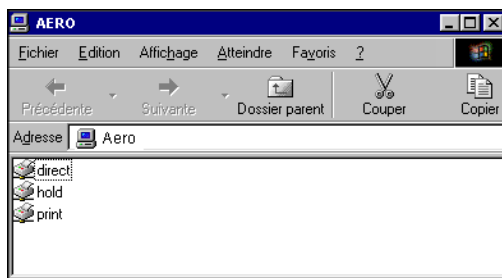 AERO
Fichier Edition Affichage Atteindre Favoris ?
Précédente Suivante Dossier parent Couper Copier
Adresse Aero
direct
hold
print